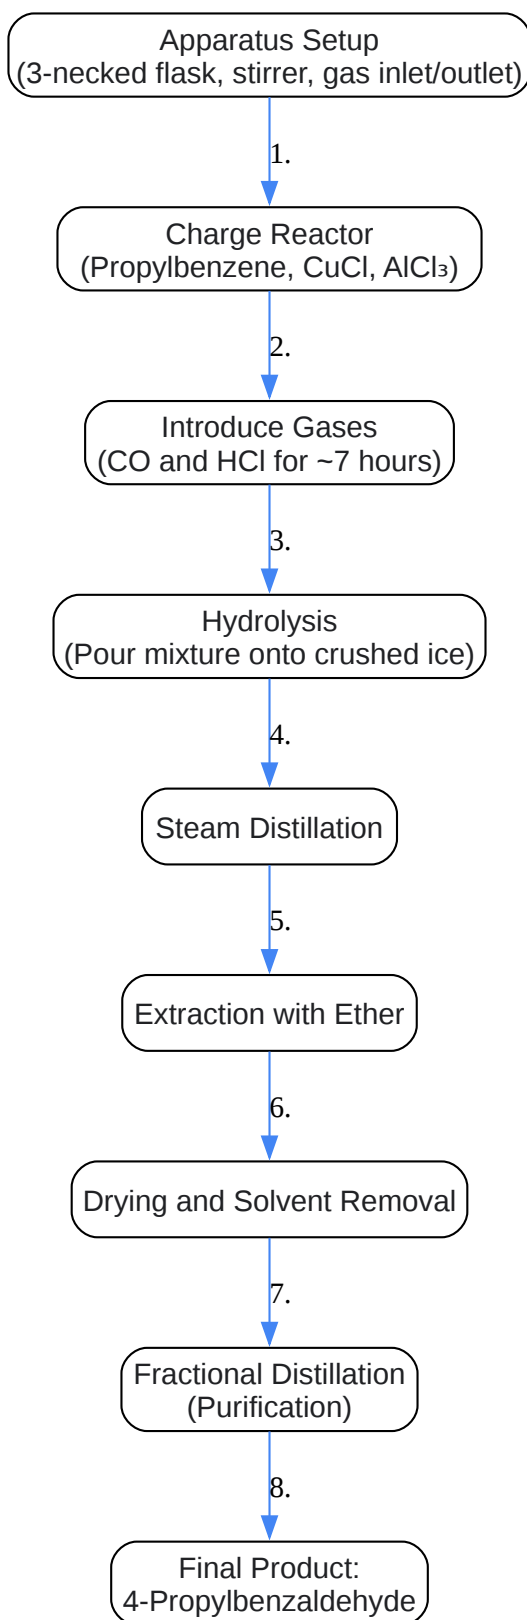 Apparatus Setup
(3-necked flask, stirrer, gas inlet/outlet)
1.
Charge Reactor
(Propylbenzene, CuCl, AlCl₃)
2.
Introduce Gases
(CO and HCl for ~7 hours)
3.
Hydrolysis
(Pour mixture onto crushed ice)
4.
Steam Distillation
5.
Extraction with Ether
6.
Drying and Solvent Removal
7.
Fractional Distillation
(Purification)
8.
Final Product:
4-Propylbenzaldehyde